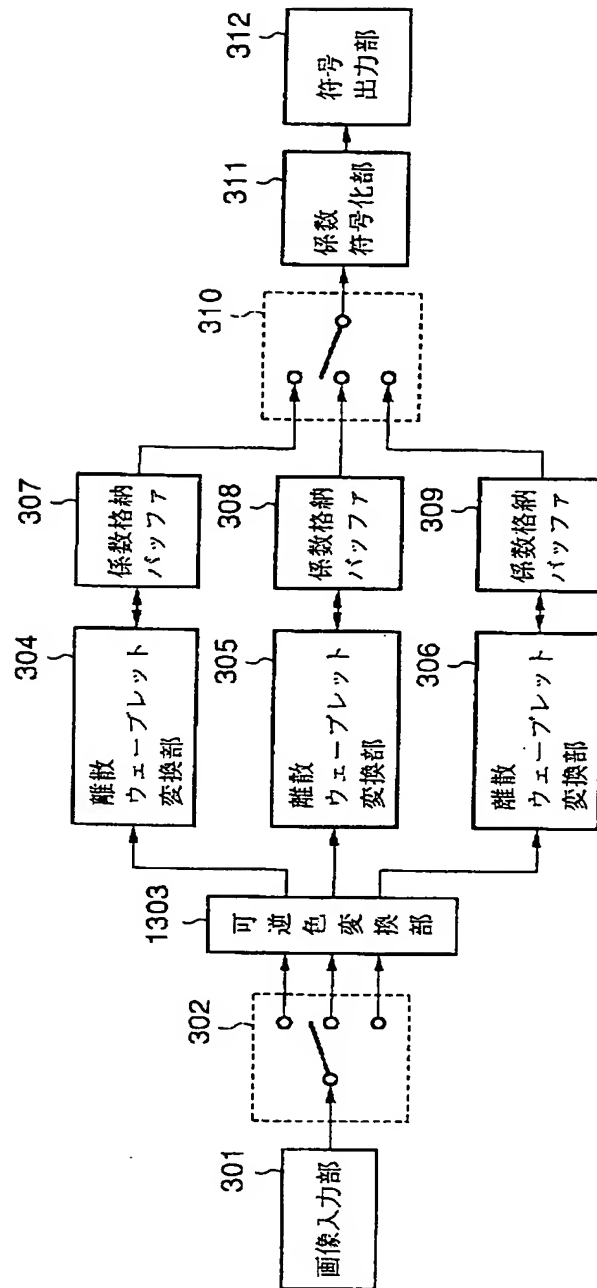 301
画像入力部
302
1303
可逆色変換部
304
離散
ウェーブレット
変換部
305
離散
ウェーブレット
変換部
306
離散
ウェーブレット
変換部
307
係数格納
バッファ
308
係数格納
バッファ
309
係数格納
バッファ
310
311
係数
符号化部
312
符号
出力部